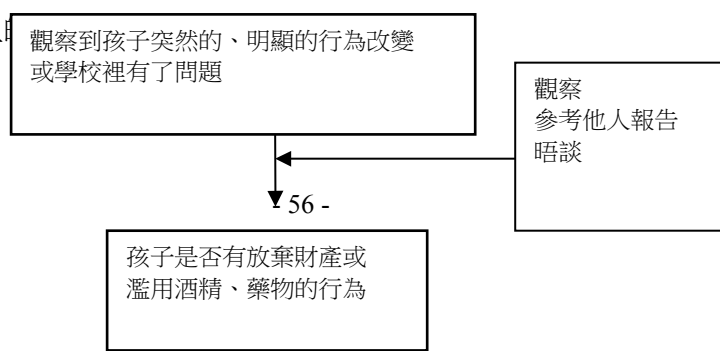 觀察到孩子突然的、明顯的行為改變
或學校裡有了問題
觀察
參考他人報告
晤談
- 56 -
孩子是否有放棄財產或
濫用酒精、藥物的行為